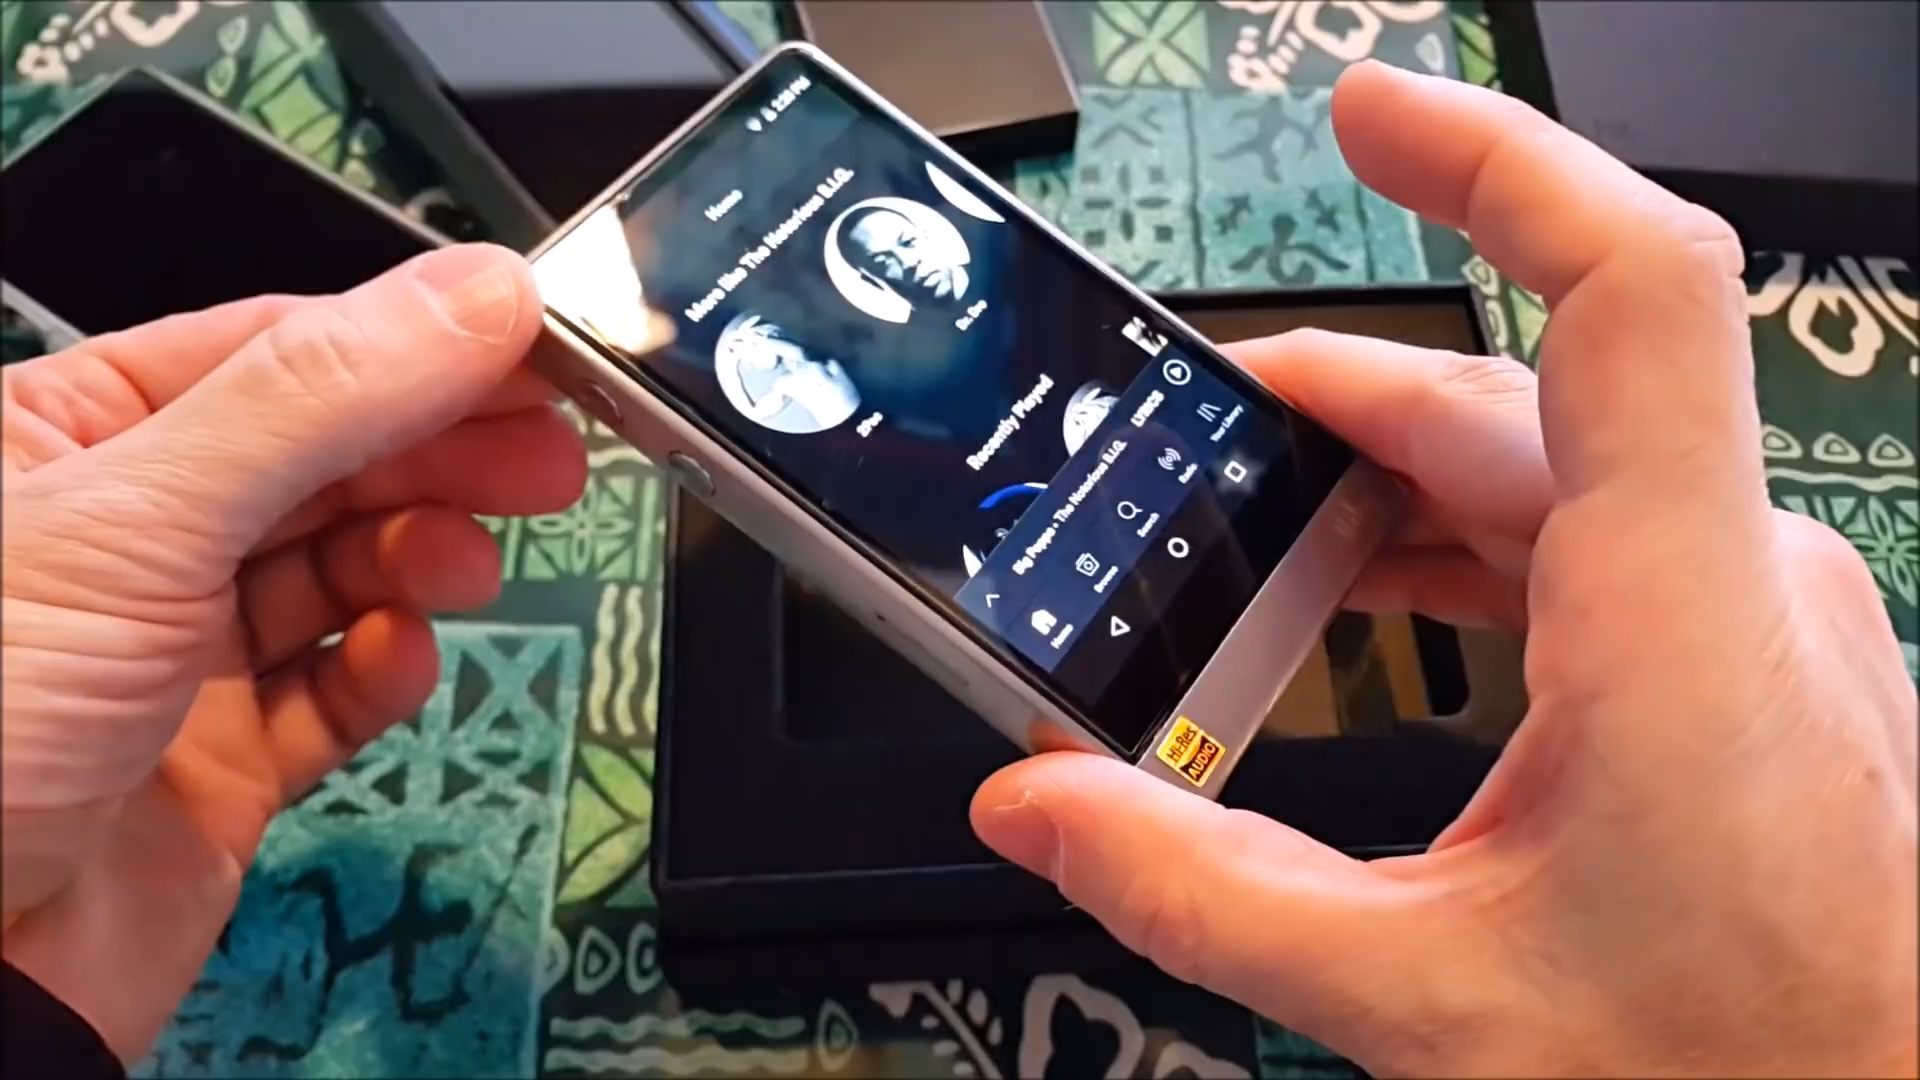 Home
More like The Notorious B.I.G.
2Pac
Dr. Dre
Recently Played
Big Poppa • The Notorious B.I.G.
LYRICS
Home
Browse
Search
Radio
Your Library
Hi-Res
AUDIO